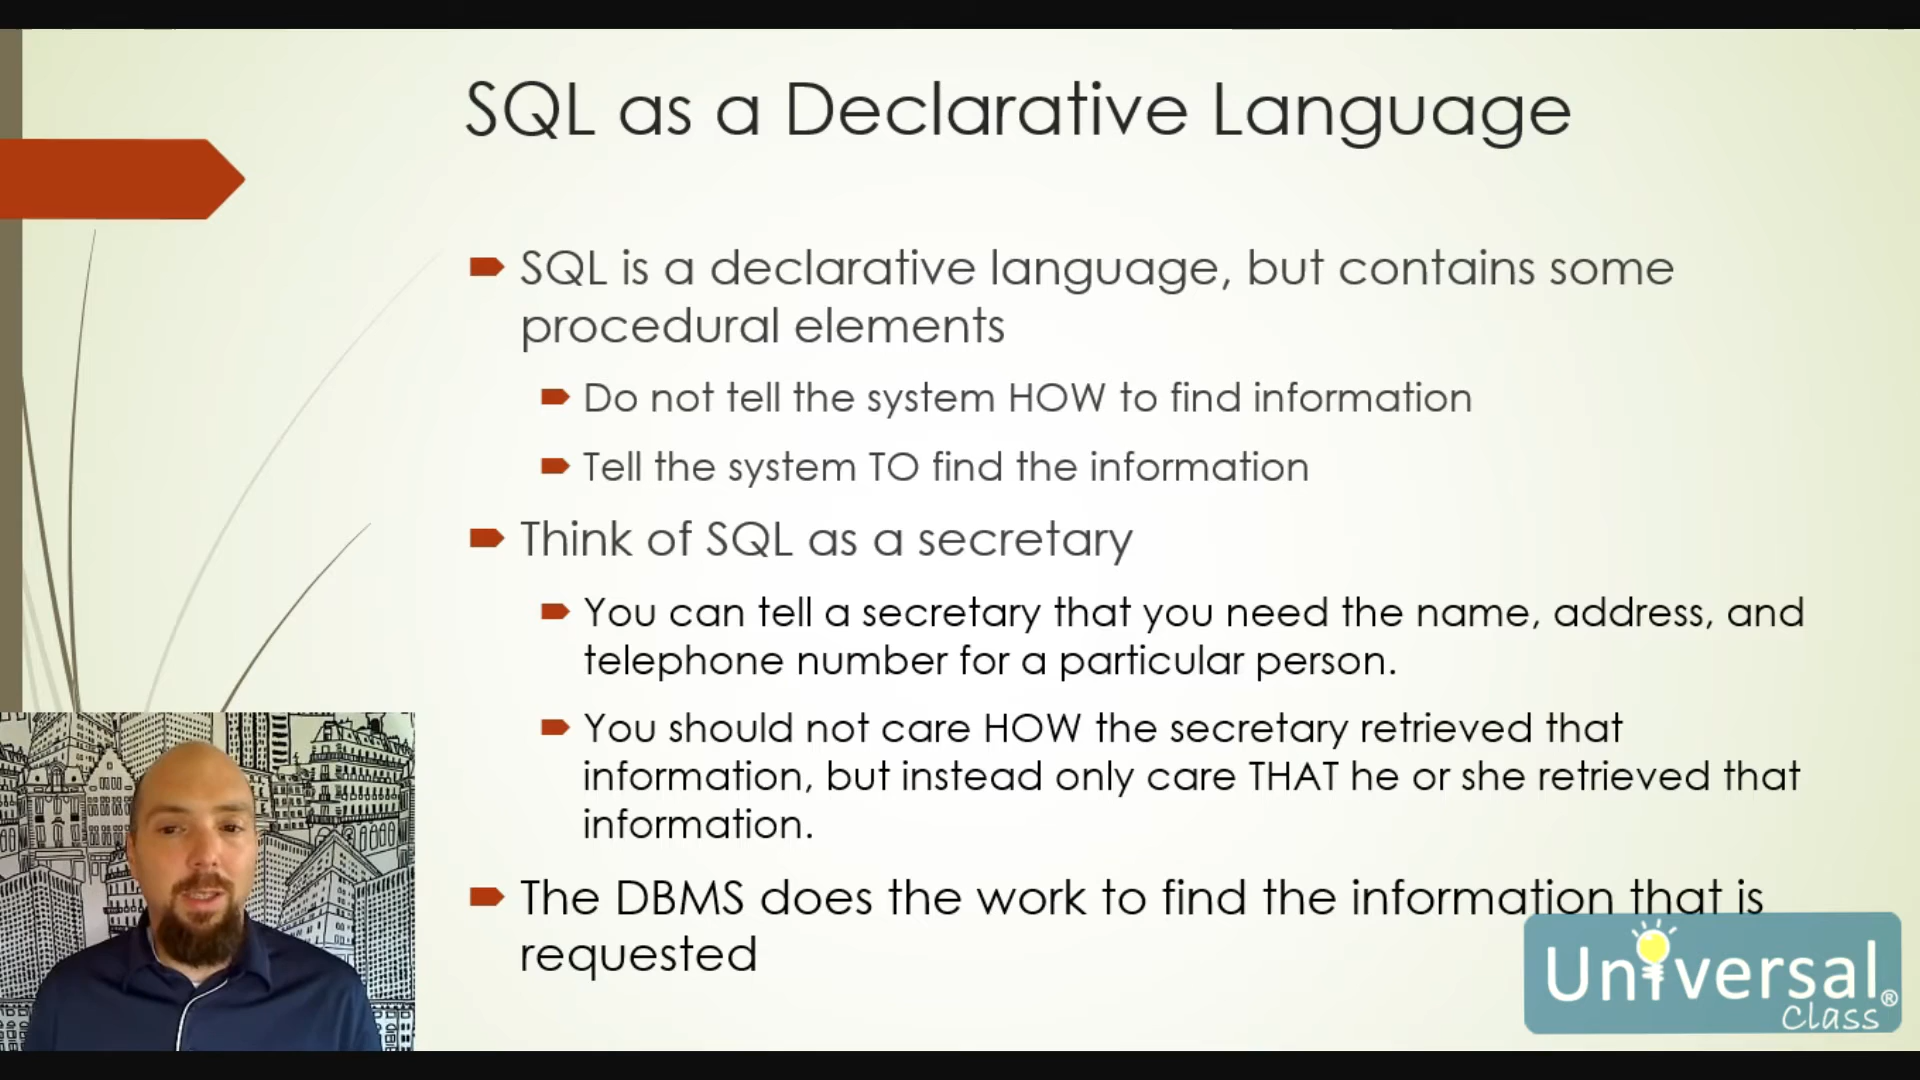 SQL as a Declarative Language
SQL is a declarative language, but contains some
procedural elements
Do not tell the system HOW to find information
Tell the system TO find the information
Think of SQL as a secretary
You can tell a secretary that you need the name, address, and
telephone number for a particular person.
You should not care HOW the secretary retrieved that
information, but instead only care THAT he or she retrieved that
information.
The DBMS does the work to find the information that is
requested
Universal®
Class